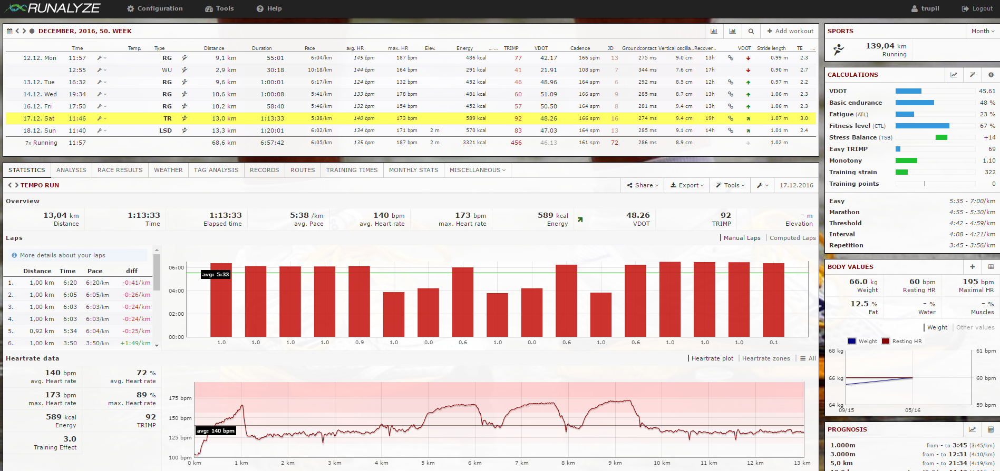 RUNALYZE Configuration Tools Help trupil Logout
DECEMBER, 2016, 50. WEEK Add workout
Time Temp. Type Distance Duration Pace avg. HR max. HR Elev. Energy ... ... TRIMP VDOT Cadence JD Groundcontact Vertical oscilla... Recover... VDOT Stride length TE ...
12.12. Mon 11:57 RG 9,1 km 55:01 6:04/km 145 bpm 187 bpm 486 kcal 77 42.17 166 spm 13 275 ms 9.0 cm 13h 0.99 m 2.3
12:55 WU 2,9 km 30:18 10:18/km 144 bpm 164 bpm 291 kcal 41 21.91 108 spm 7 344 ms 7.6 cm 17h 0.90 m 2.7
13.12. Tue 16:32 RG 9,6 km 1:00:01 6:17/km 124 bpm 132 bpm 452 kcal 46 48.96 164 spm 6 292 ms 8.5 cm 12h 0.97 m 2.2
14.12. Wed 19:34 RG 10,6 km 1:00:08 5:41/km 133 bpm 178 bpm 481 kcal 60 51.09 166 spm 9 285 ms 8.7 cm 13h 1.06 m 2.3
16.12. Fri 17:50 RG 10,2 km 58:40 5:46/km 132 bpm 154 bpm 452 kcal 57 50.50 164 spm 8 281 ms 9.4 cm 13h 1.06 m 2.3
17.12. Sat 11:46 TR 13,0 km 1:13:33 5:38/km 140 bpm 173 bpm 589 kcal 92 48.26 166 spm 16 274 ms 9.4 cm 19h 1.07 m 3.0
18.12. Sun 11:40 LSD 13,3 km 1:20:01 6:02/km 134 bpm 171 bpm 2 m 570 kcal 83 47.03 164 spm 13 285 ms 9.1 cm 14h 1.01 m 2.4
7x Running 11:57 68,6 km 6:57:42 6:05/km 135 bpm 187 bpm 2 m 3321 kcal 456 46.13 161 spm 72 286 ms 8.9 cm 1.02 m
STATISTICS ANALYSIS RACE RESULTS WEATHER TAG ANALYSIS RECORDS ROUTES TRAINING TIMES MONTHLY STATS MISCELLANEOUS
TEMPO RUN Share Export Tools 17.12.2016
Overview
13,04 km 1:13:33 1:13:33 5:38 /km 140 bpm 173 bpm 589 kcal 48.26 92 - m
Distance Time Elapsed time avg. Pace avg. Heart rate max. Heart rate Energy VDOT TRIMP Elevation
Laps Manual Laps Computed Laps
More details about your laps
Distance Time Pace diff
1. 1,00 km 6:20 6:20/km -0:41/km
2. 1,00 km 6:05 6:05/km -0:26/km
3. 1,00 km 6:03 6:03/km -0:24/km
4. 1,00 km 6:03 6:03/km -0:24/km
5. 0,92 km 5:34 6:04/km -0:25/km
6. 1,00 km 3:50 3:50/km +1:49/km
06:00
avg: 5:33
04:00
02:00
00:00
1.0 1.0 1.0 1.0 0.9 1.0 0.0 0.6 1.0 0.0 0.6 1.0 0.6 1.0 1.0 1.0 0.1
Heartrate data Heartrate plot Heartrate zones All
140 bpm 72 %
avg. Heart rate avg. Heart rate
173 bpm 89 %
max. Heart rate max. Heart rate
589 kcal 92
Energy TRIMP
3.0
Training Effect
175 bpm
150 bpm
avg: 140 bpm
125 bpm
100 bpm
0 km 1 km 2 km 3 km 4 km 5 km 6 km 7 km 8 km 9 km 10 km 11 km 12 km 13 km
SPORTS Month
139,04 km
Running
CALCULATIONS
VDOT 45.61
Basic endurance 48 %
Fatigue (ATL) 23 %
Fitness level (CTL) 67 %
Stress Balance (TSB) +14
Easy TRIMP 69
Monotony 1.10
Training strain 322
Training points 0
Easy 5:35 - 7:00/km
Marathon 4:55 - 5:30/km
Threshold 4:42 - 4:59/km
Interval 4:08 - 4:21/km
Repetition 3:45 - 3:56/km
BODY VALUES
66.0 kg 60 bpm 195 bpm
Weight Resting HR Maximal HR
12.5 % - % - %
Fat Water Muscles
Weight Other values
Weight Resting HR
68 kg 61 bpm
66 kg 60 bpm
64 kg 59 bpm
09/15 05/16
PROGNOSIS
1.000m from - to 3:45 (3:45/km)
3.000m from - to 12:31 (4:10/km)
5,0 km from - to 21:34 (4:19/km)